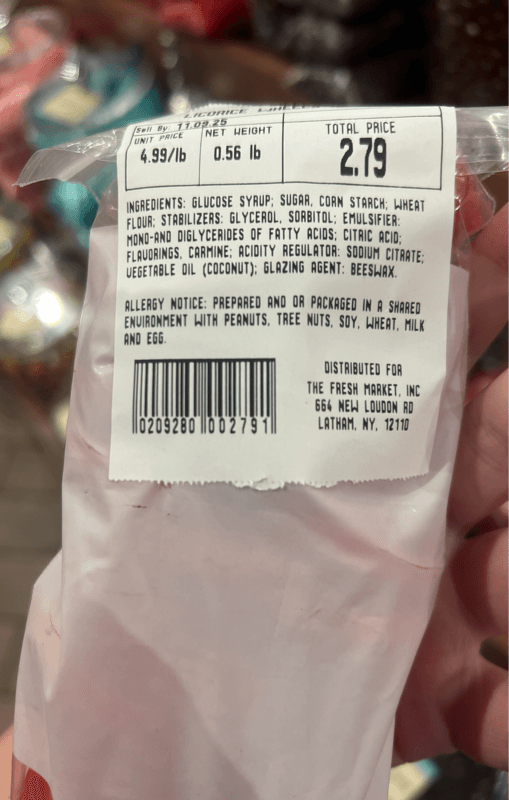 LICORICE WHEELS
Sell By 11.09.25
UNIT PRICE NET WEIGHT TOTAL PRICE
4.99/lb 0.56 lb 2.79
INGREDIENTS: GLUCOSE SYRUP; SUGAR, CORN STARCH; WHEAT
FLOUR; STABILIZERS: GLYCEROL, SORBITOL; EMULSIFIER:
MONO-AND DIGLYCERIDES OF FATTY ACIDS; CITRIC ACID;
FLAVORINGS, CARMINE; ACIDITY REGULATOR: SODIUM CITRATE;
VEGETABLE OIL (COCONUT); GLAZING AGENT: BEESWAX.
ALLERGY NOTICE: PREPARED AND OR PACKAGED IN A SHARED
ENVIRONMENT WITH PEANUTS, TREE NUTS, SOY, WHEAT, MILK
AND EGG.
0209280 002791
DISTRIBUTED FOR
THE FRESH MARKET, INC
664 NEW LOUDON RD
LATHAM, NY, 12110